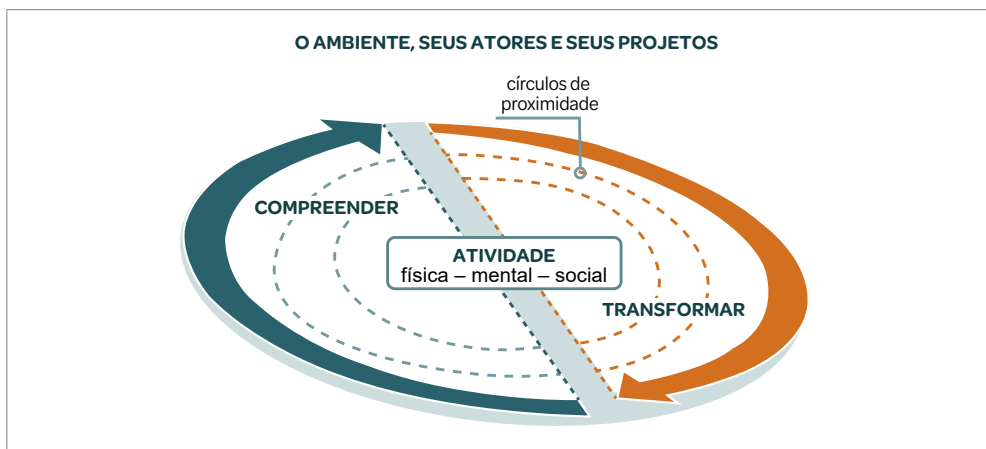 O AMBIENTE, SEUS ATORES E SEUS PROJETOS
círculos de
proximidade
COMPREENDER
ATIVIDADE
física – mental – social
TRANSFORMAR